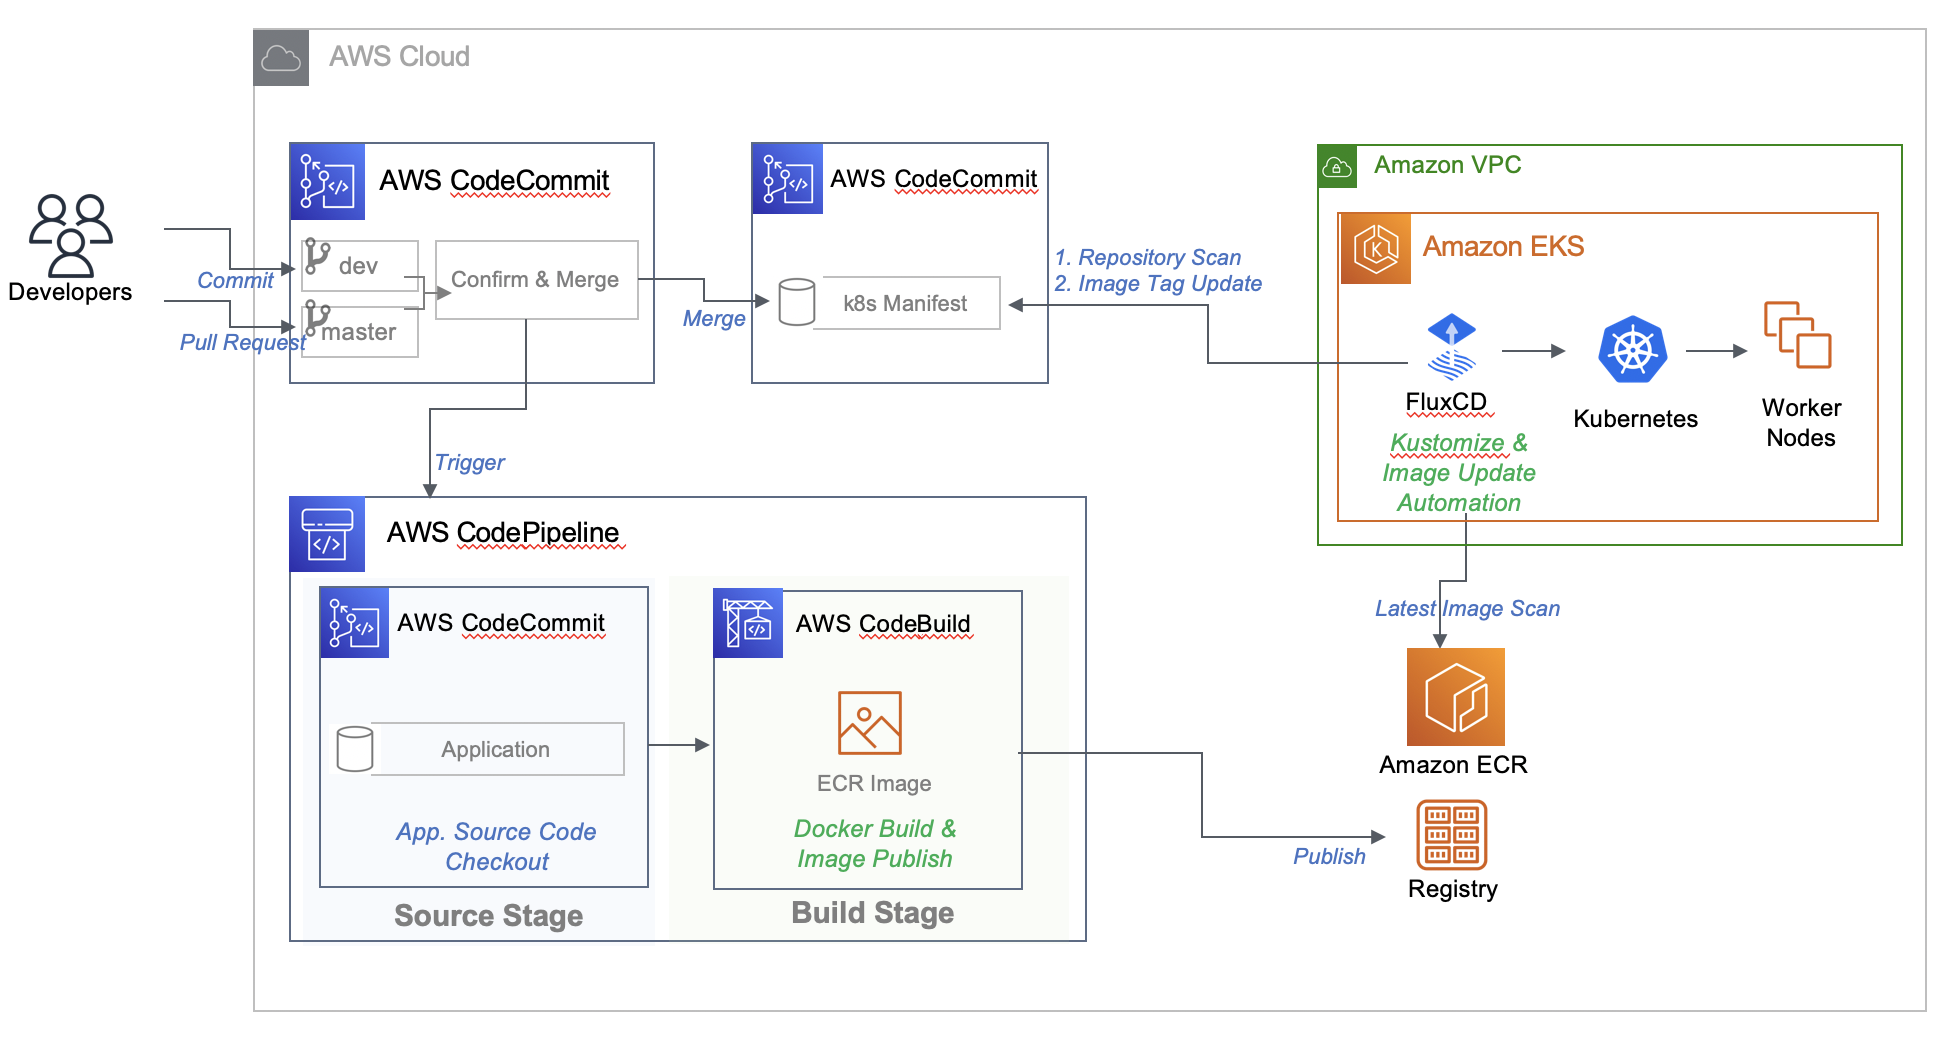 AWS Cloud
Developers
Commit
Pull Request
AWS CodeCommit
dev
master
Confirm & Merge
Merge
AWS CodeCommit
k8s Manifest
1. Repository Scan
2. Image Tag Update
Amazon VPC
Amazon EKS
K
FluxCD
Kustomize &
Image Update
Automation
Kubernetes
Worker
Nodes
Trigger
AWS CodePipeline
AWS CodeCommit
Application
App. Source Code
Checkout
Source Stage
AWS CodeBuild
ECR Image
Docker Build &
Image Publish
Build Stage
Latest Image Scan
Amazon ECR
Publish
Registry